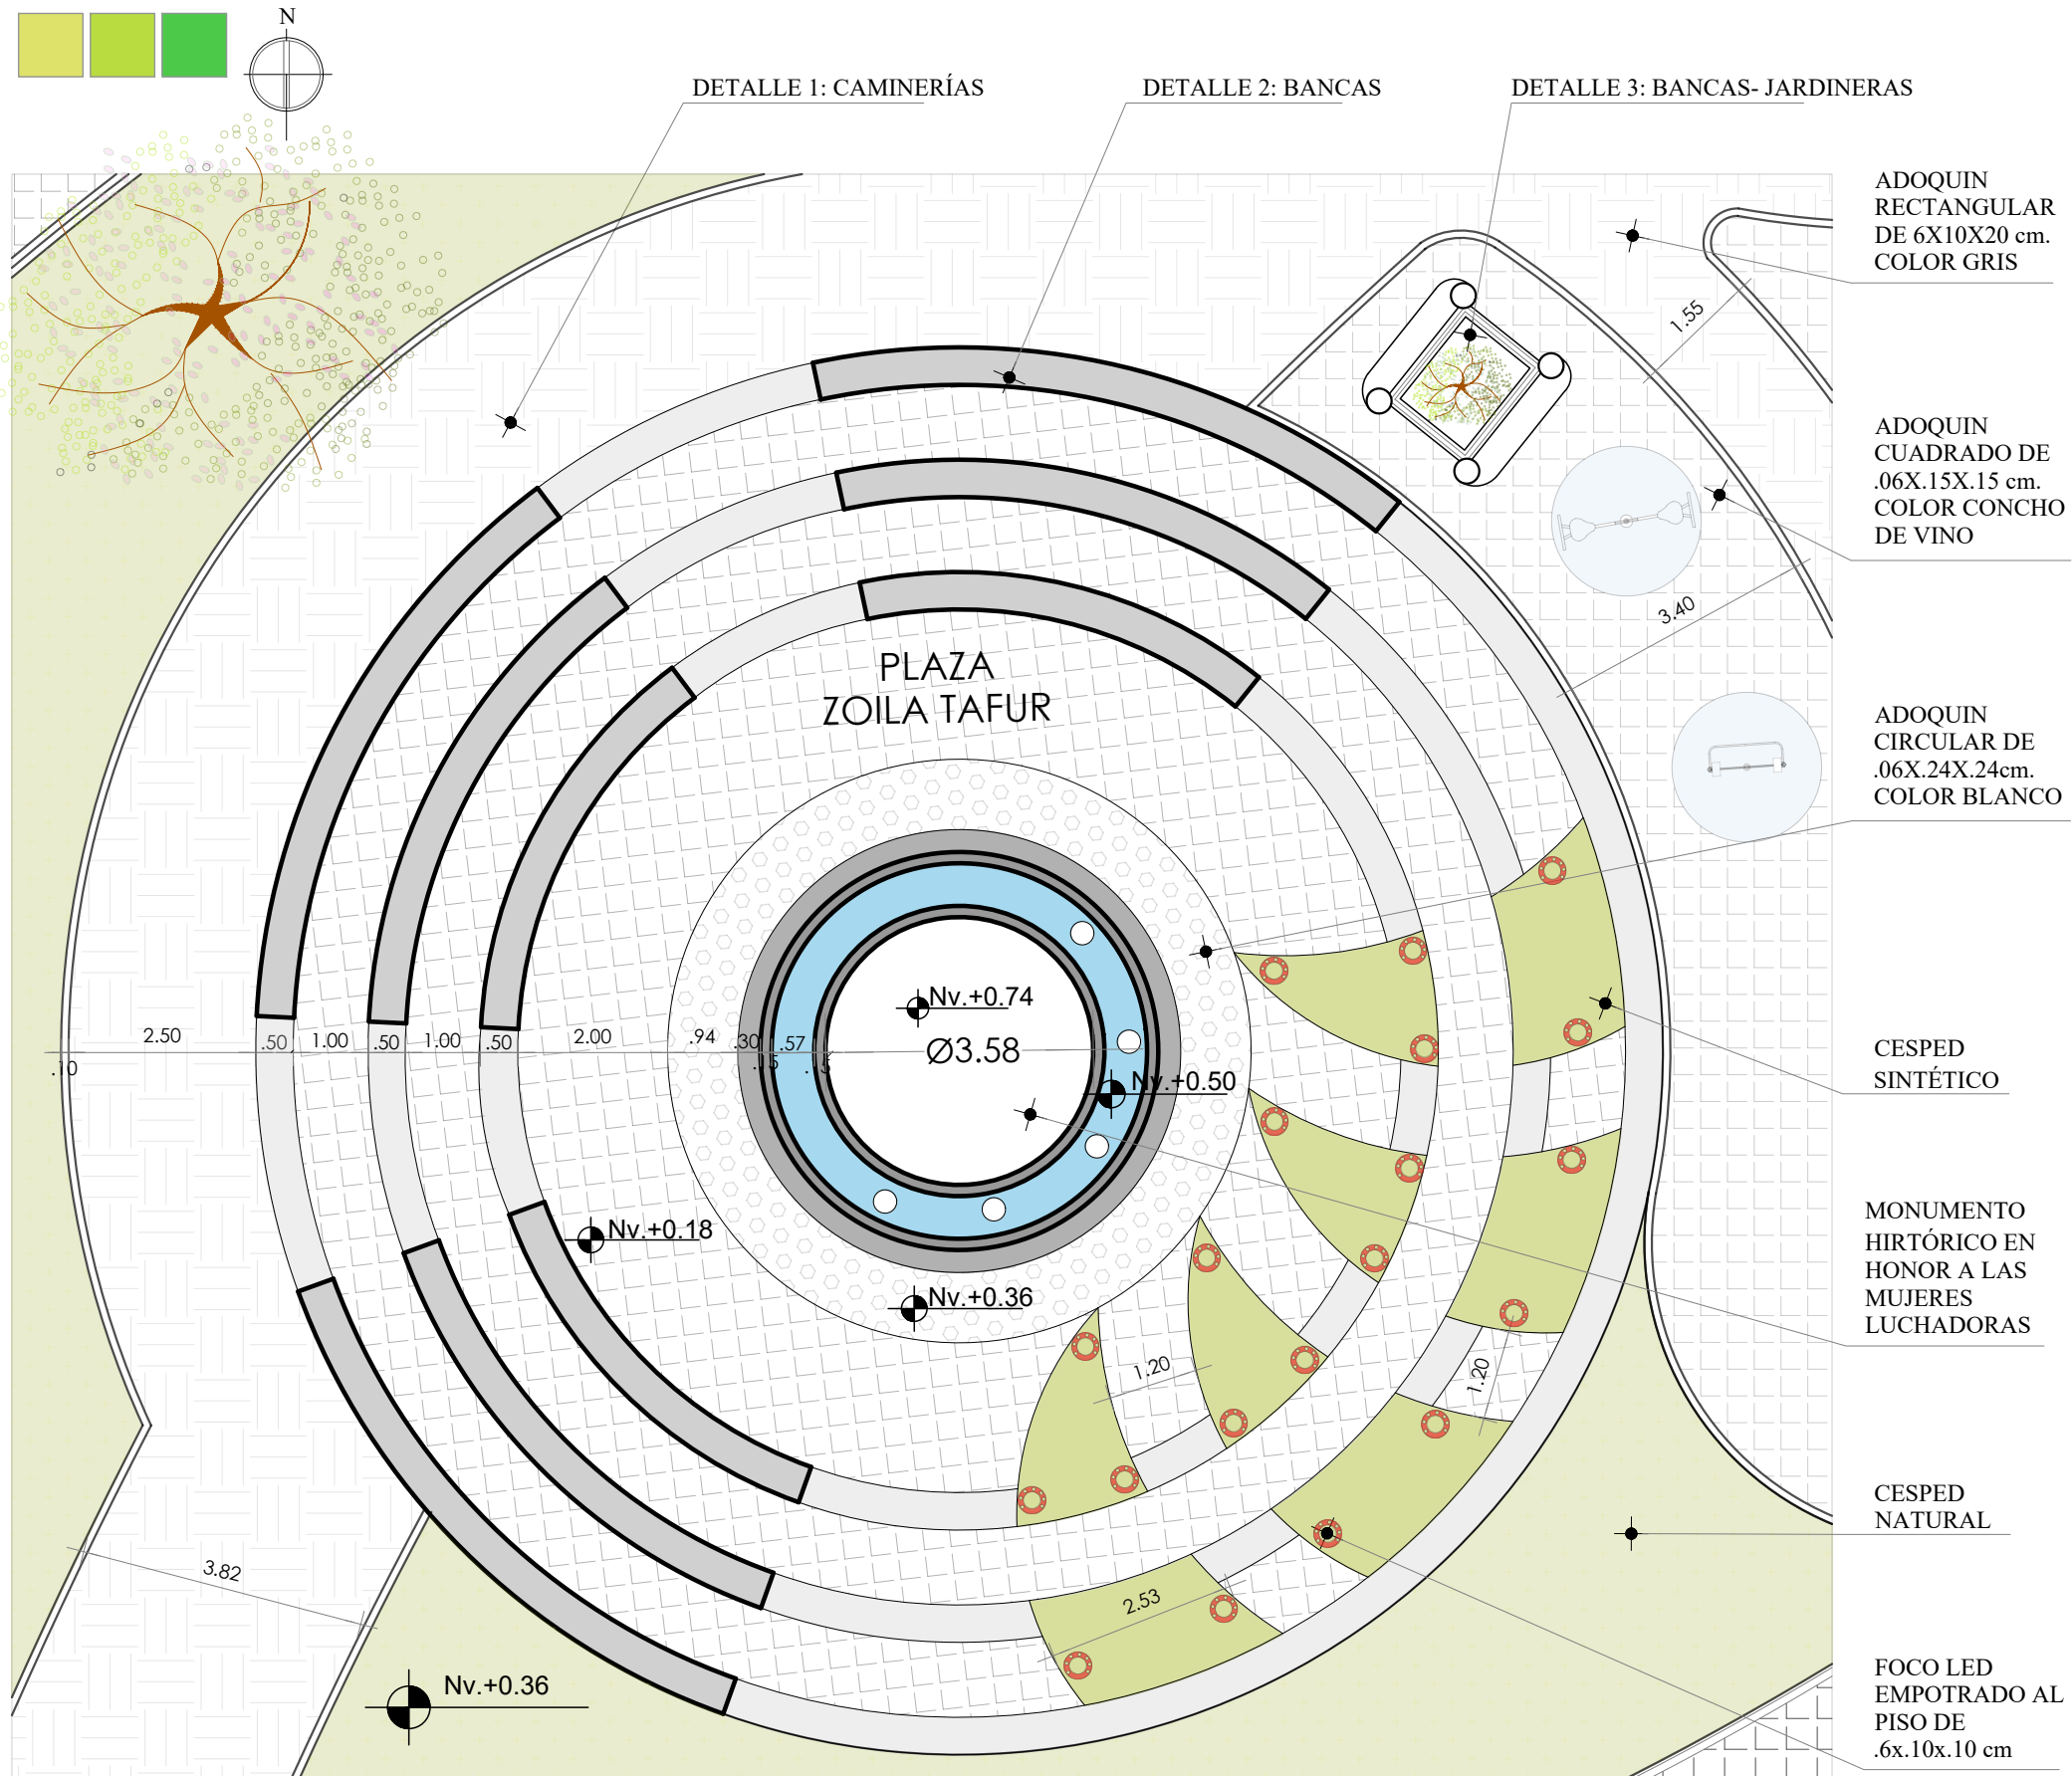 N
DETALLE 1: CAMINERÍAS
DETALLE 2: BANCAS
DETALLE 3: BANCAS- JARDINERAS
ADOQUIN
RECTANGULAR
DE 6X10X20 cm.
COLOR GRIS
1.55
ADOQUIN
CUADRADO DE
.06X.15X.15 cm.
COLOR CONCHO
DE VINO
3.40
PLAZA
ZOILA TAFUR
ADOQUIN
CIRCULAR DE
.06X.24X.24cm.
COLOR BLANCO
Nv.+0.74
2.50
.50
1.00
.50
1.00
.50
2.00
.94
.30
.57
Ø3.58
.10
.15
.15
Nv.+0.50
CESPED
SINTÉTICO
Nv.+0.18
MONUMENTO
HIRTÓRICO EN
HONOR A LAS
MUJERES
LUCHADORAS
Nv.+0.36
1.20
1.20
CESPED
NATURAL
3.82
2.53
Nv.+0.36
FOCO LED
EMPOTRADO AL
PISO DE
.6x.10x.10 cm